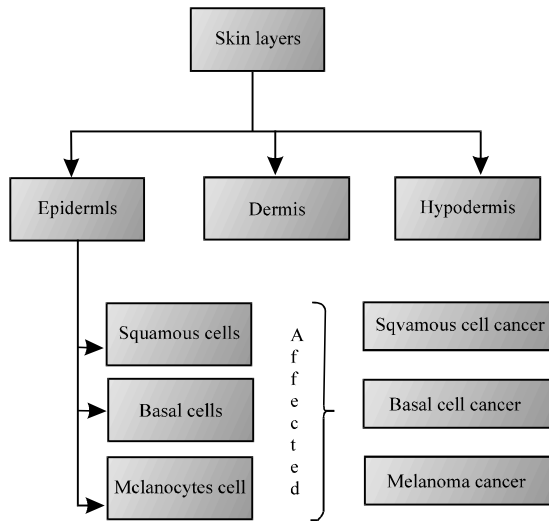 Skin layers
Epidermls
Dermis
Hypodermis
Squamous cells
Basal cells
Mclanocytes cell
Affected
Sqvamous cell cancer
Basal cell cancer
Melanoma cancer